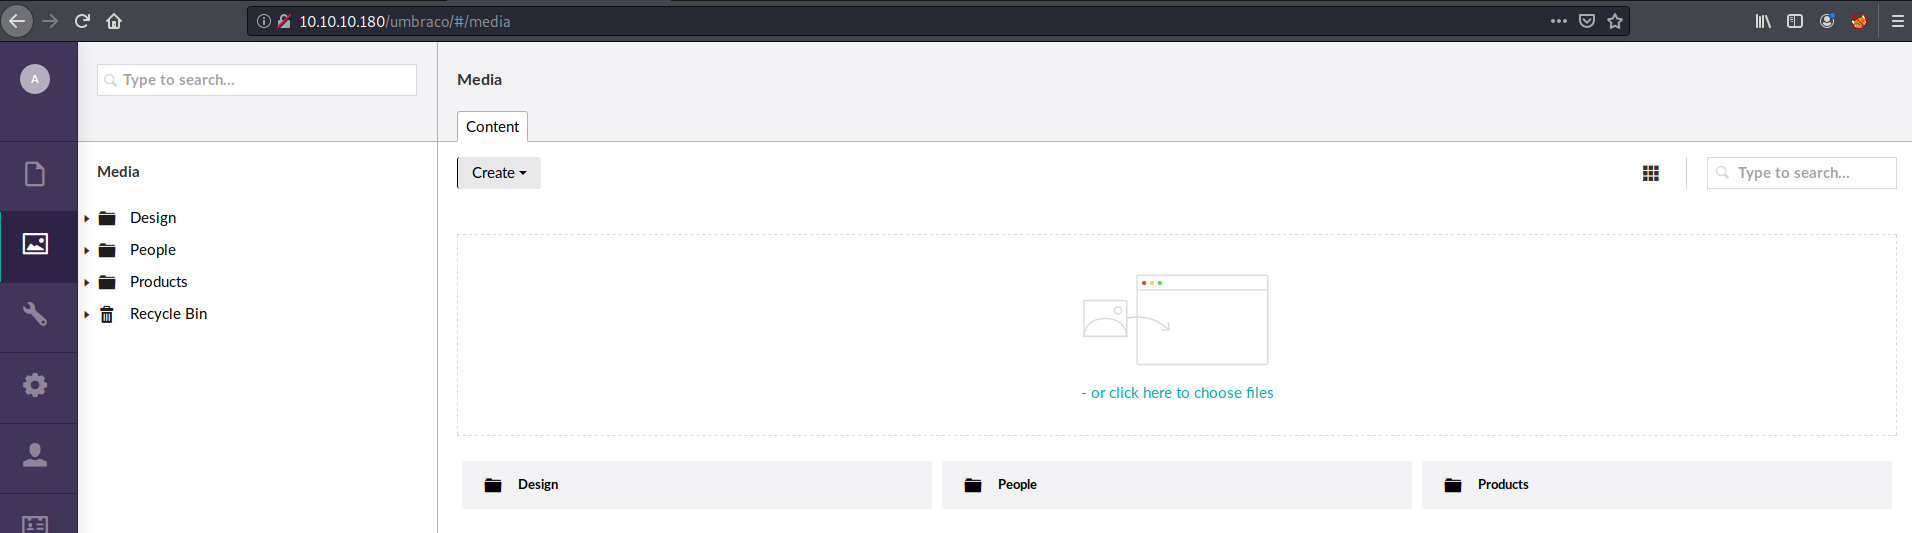 10.10.10.180/umbraco/#/media
A
Type to search...
Media
Content
Media
Create
Type to search...
Design
People
Products
Recycle Bin
- or click here to choose files
Design
People
Products